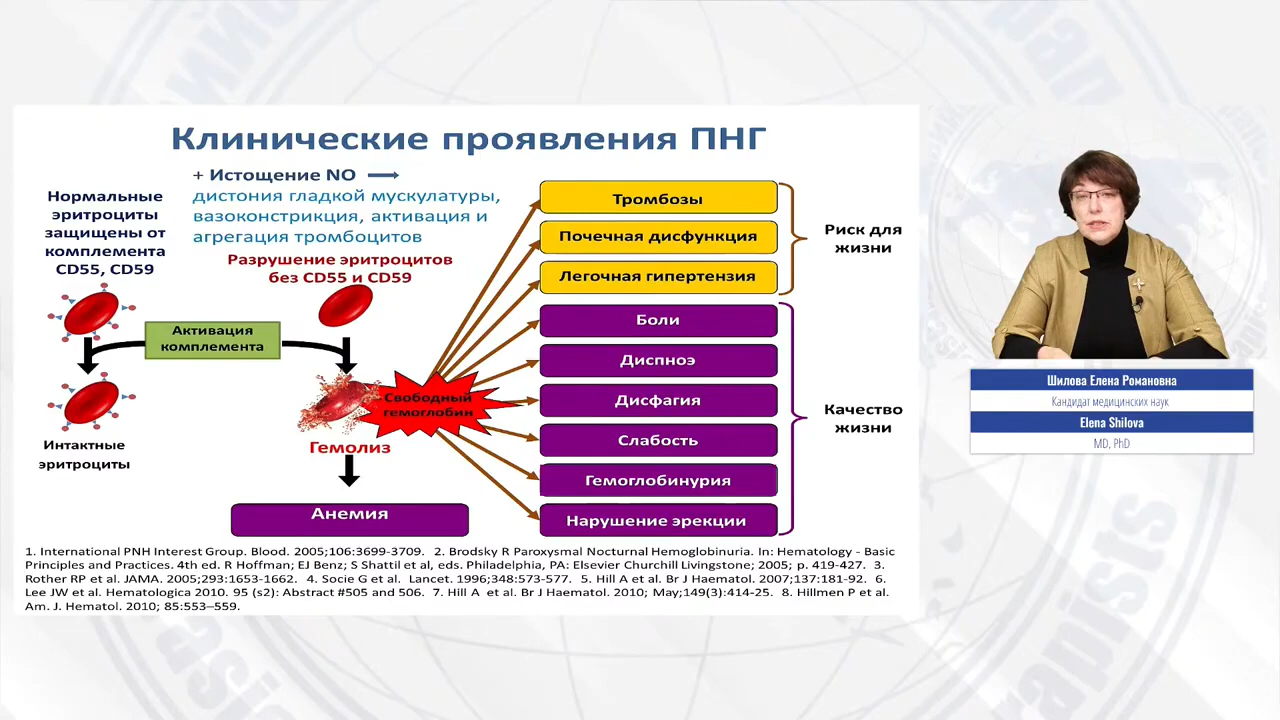 Клинические проявления ПНГ
+ Истощение NO
дистония гладкой мускулатуры,
вазоконстрикция, активация и
агрегация тромбоцитов
Нормальные
эритроциты
защищены от
комплемента
CD55, CD59
Разрушение эритроцитов
без CD55 и CD59
Активация
комплемента
Свободный
гемоглобин
Интактные
эритроциты
Гемолиз
Анемия
Тромбозы
Почечная дисфункция
Легочная гипертензия
Риск для
жизни
Боли
Диспноэ
Дисфагия
Слабость
Гемоглобинурия
Нарушение эрекции
Качество
жизни
1. International PNH Interest Group. Blood. 2005;106:3699-3709. 2. Brodsky R Paroxysmal Nocturnal Hemoglobinuria. In: Hematology - Basic
Principles and Practices. 4th ed. R Hoffman; EJ Benz; S Shattil et al, eds. Philadelphia, PA: Elsevier Churchill Livingstone; 2005; p. 419-427. 3.
Rother RP et al. JAMA. 2005;293:1653-1662. 4. Socie G et al. Lancet. 1996;348:573-577. 5. Hill A et al. Br J Haematol. 2007;137:181-92. 6.
Lee JW et al. Hematologica 2010. 95 (s2): Abstract #505 and 506. 7. Hill A et al. Br J Haematol. 2010; May;149(3):414-25. 8. Hillmen P et al.
Am. J. Hematol. 2010; 85:553–559.
Шилова Елена Романовна
Кандидат медицинских наук
Elena Shilova
MD, PhD